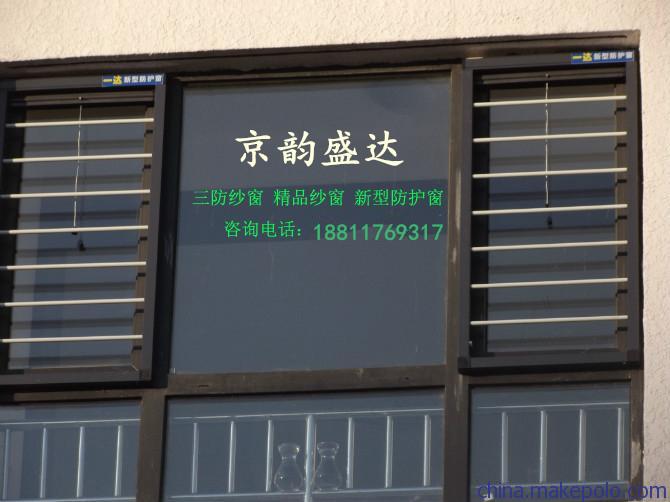 一达 新型防护窗
一达 新型防护窗
京韵盛达
三防纱窗 精品纱窗 新型防护窗
咨询电话：18811769317
china.makepolo.com